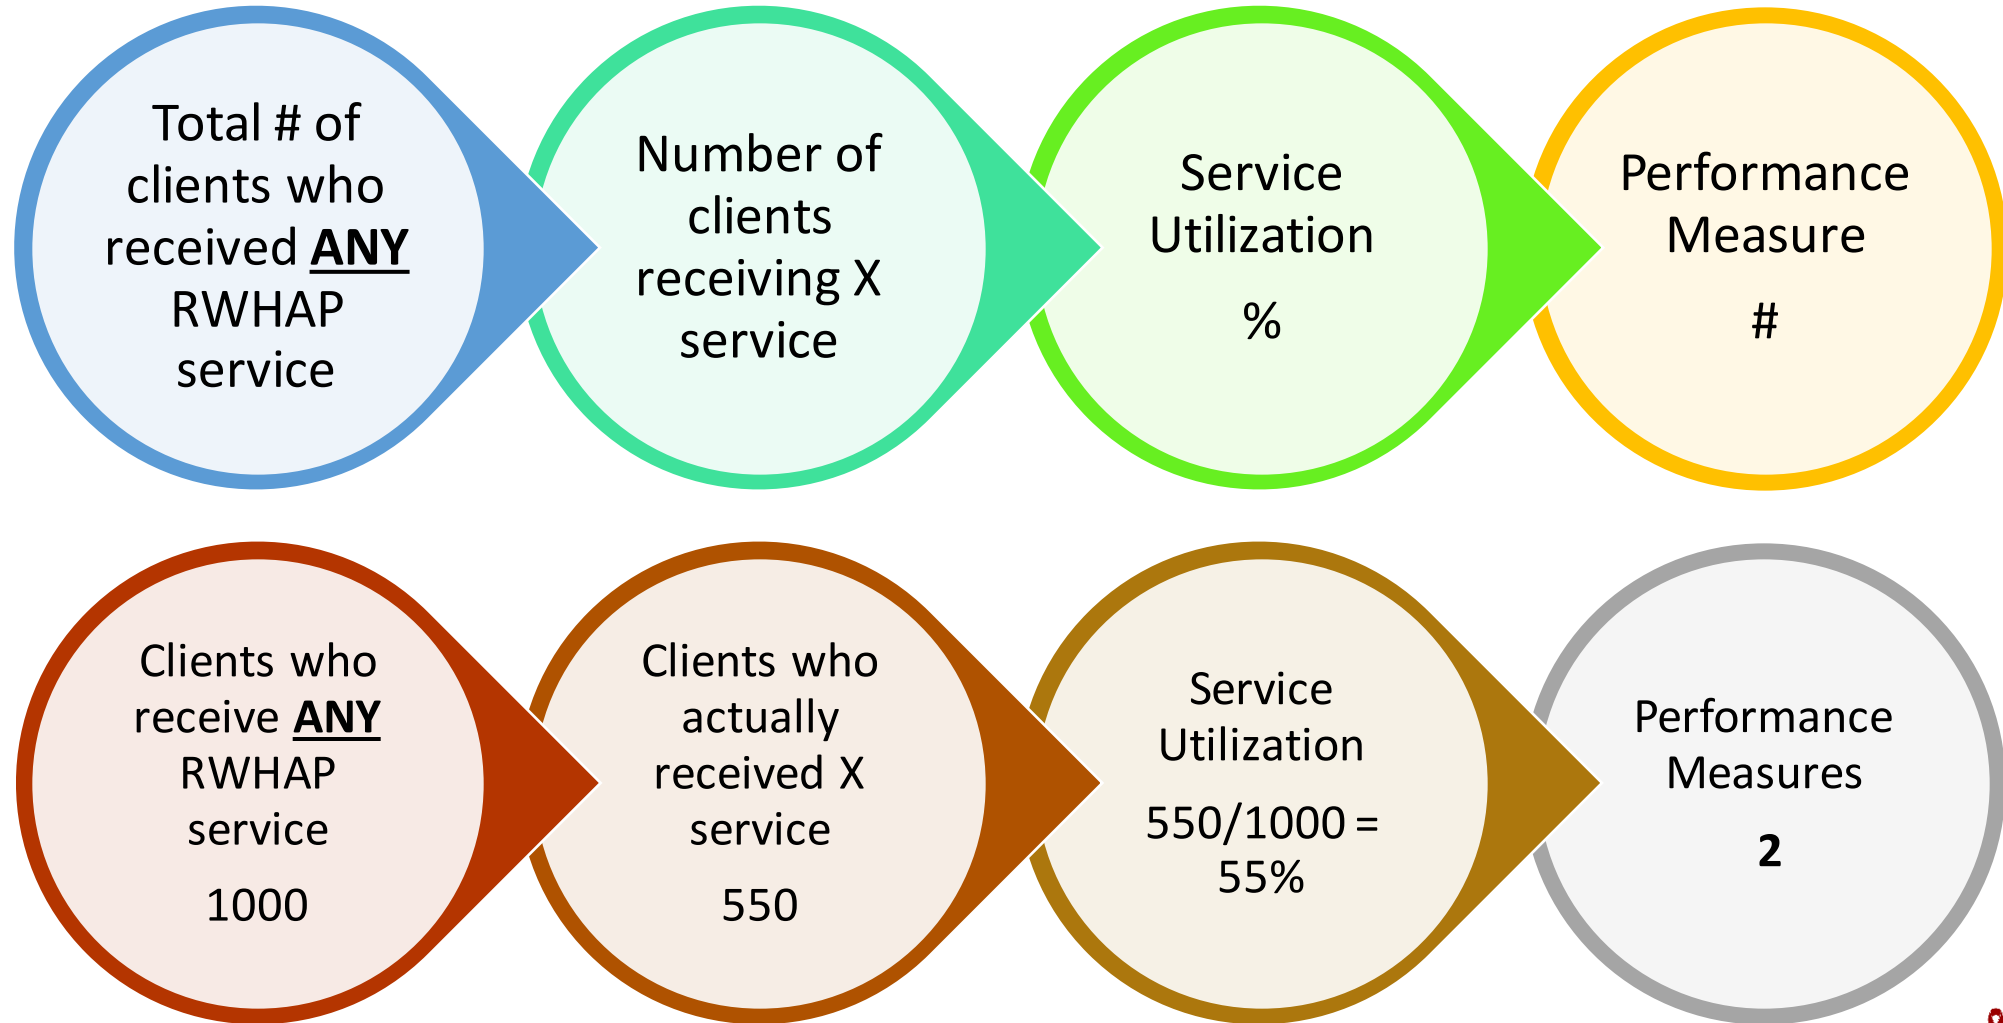 Total # of
clients who
received ANY
RWHAP
service
Number of
clients
receiving X
service
Service
Utilization
%
Performance
Measure
#
Clients who
receive ANY
RWHAP
service
1000
Clients who
actually
received X
service
550
Service
Utilization
550/1000 =
55%
Performance
Measures
2